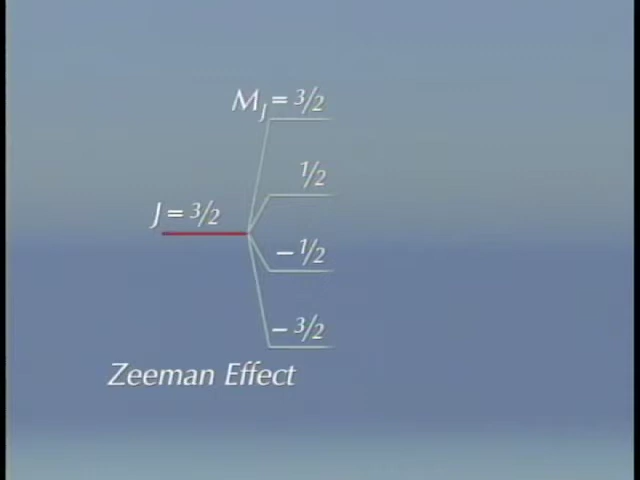 M_J = 3/2
1/2
J = 3/2
– 1/2
– 3/2
Zeeman Effect